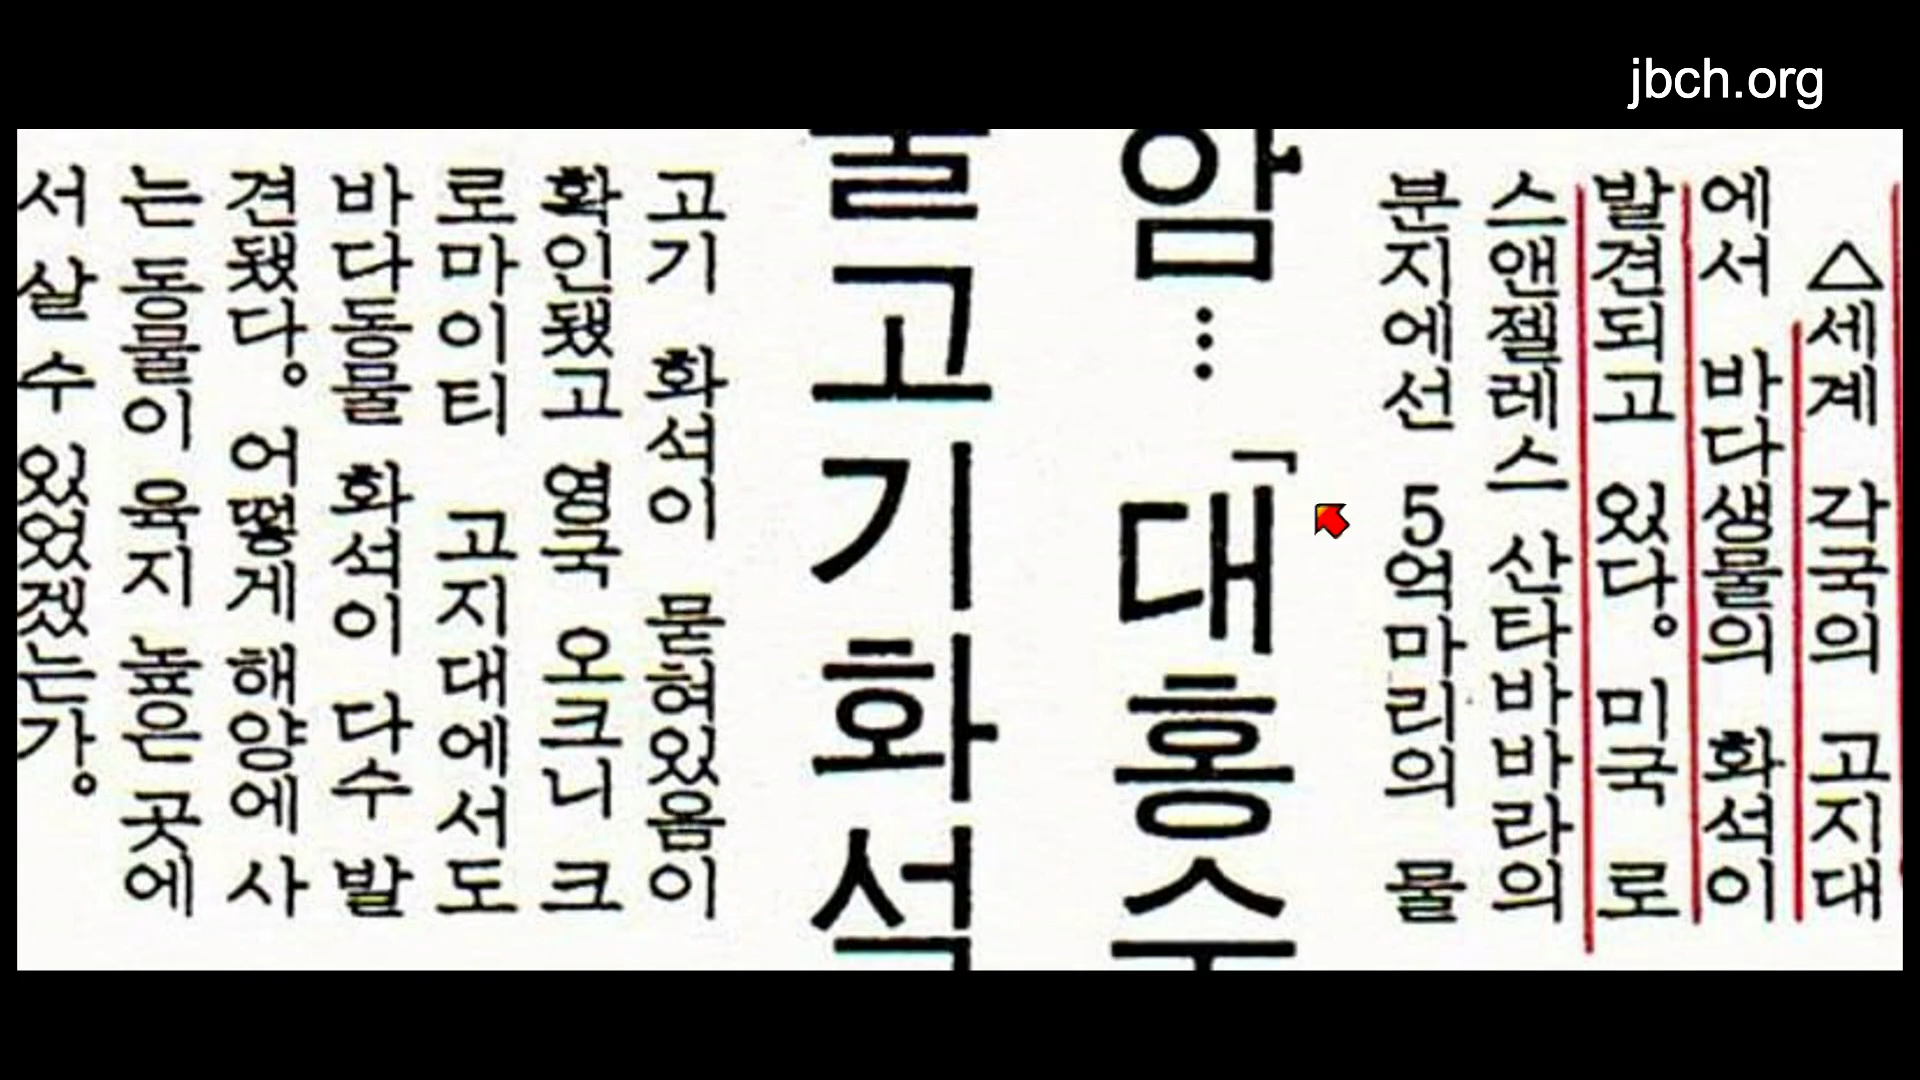 jbch.org
△세계 각국의 고지대
에서 바다생물의 화석이
발견되고 있다. 미국 로
스앤젤레스 산타바바라의
분지에선 5억마리의 물
암…「대홍수
물고기화석
고기 화석이 묻혀있음이
확인됐고 영국 오크니 크
로마이티 고지대에서도
바다동물 화석이 다수 발
견됐다. 어떻게 해양에 사
는 동물이 육지 높은 곳에
서 살 수 있었겠는가.